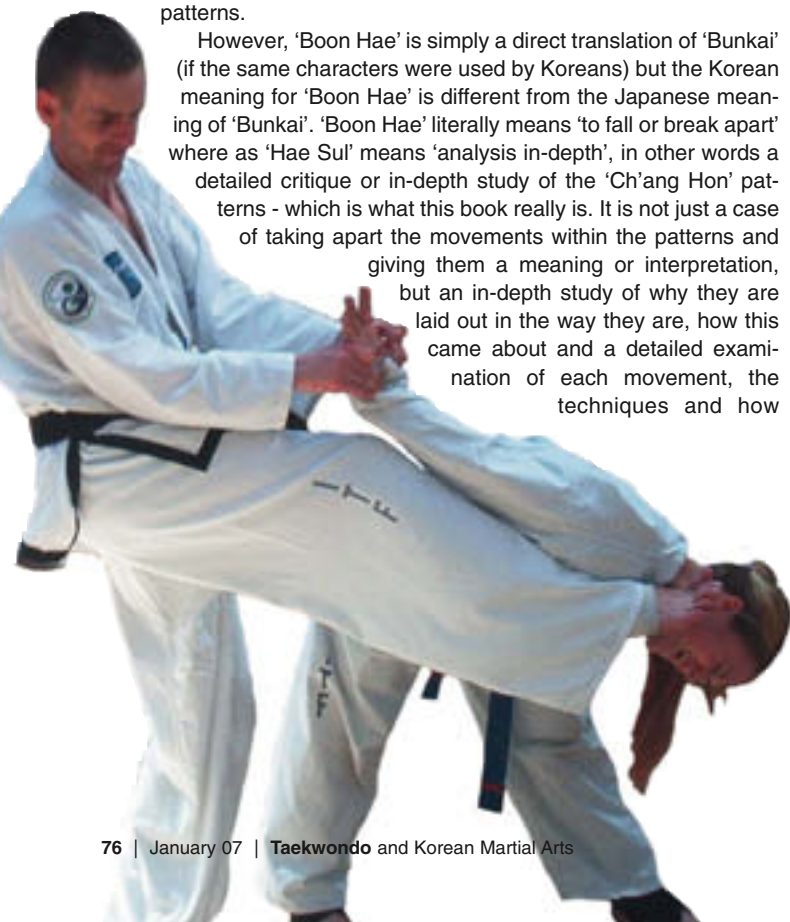 patterns.
However, ‘Boon Hae’ is simply a direct translation of ‘Bunkai’
(if the same characters were used by Koreans) but the Korean
meaning for ‘Boon Hae’ is different from the Japanese mean-
ing of ‘Bunkai’. ‘Boon Hae’ literally means ‘to fall or break apart’
where as ‘Hae Sul’ means ‘analysis in-depth’, in other words a
detailed critique or in-depth study of the ‘Ch’ang Hon’ pat-
terns - which is what this book really is. It is not just a case
of taking apart the movements within the patterns and
giving them a meaning or interpretation,
but an in-depth study of why they are
laid out in the way they are, how this
came about and a detailed exami-
nation of each movement, the
techniques and how
ITF
ITF
76 | January 07 | Taekwondo and Korean Martial Arts